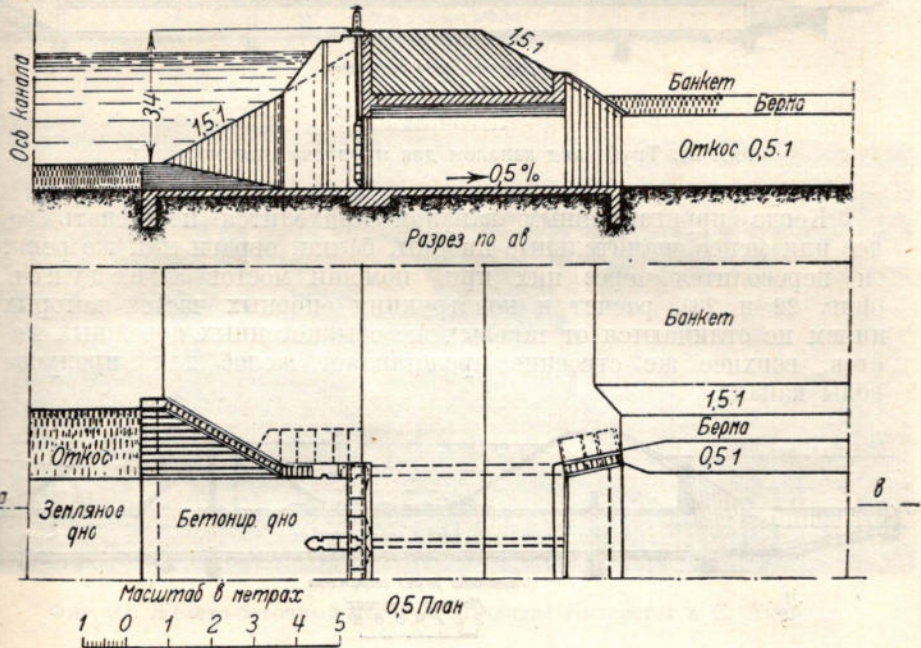 Ось канала
3,4
1,5:1
1,5:1
Банкет
Берма
Откос 0,5:1
0,5%
Разрез по ав
Банкет
1,5:1
Берма
0,5:1
Откос
а
в
Земляное дно
Бетонир. дно
Масштаб в метрах
0,5 План
1 0 1 2 3 4 5